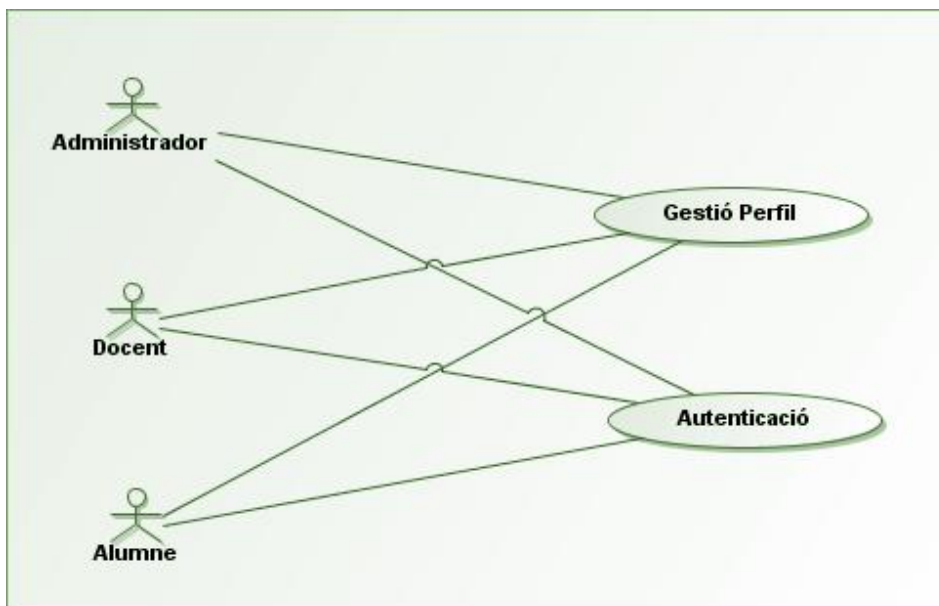 Administrador
Gestió Perfil
Docent
Autenticació
Alumne